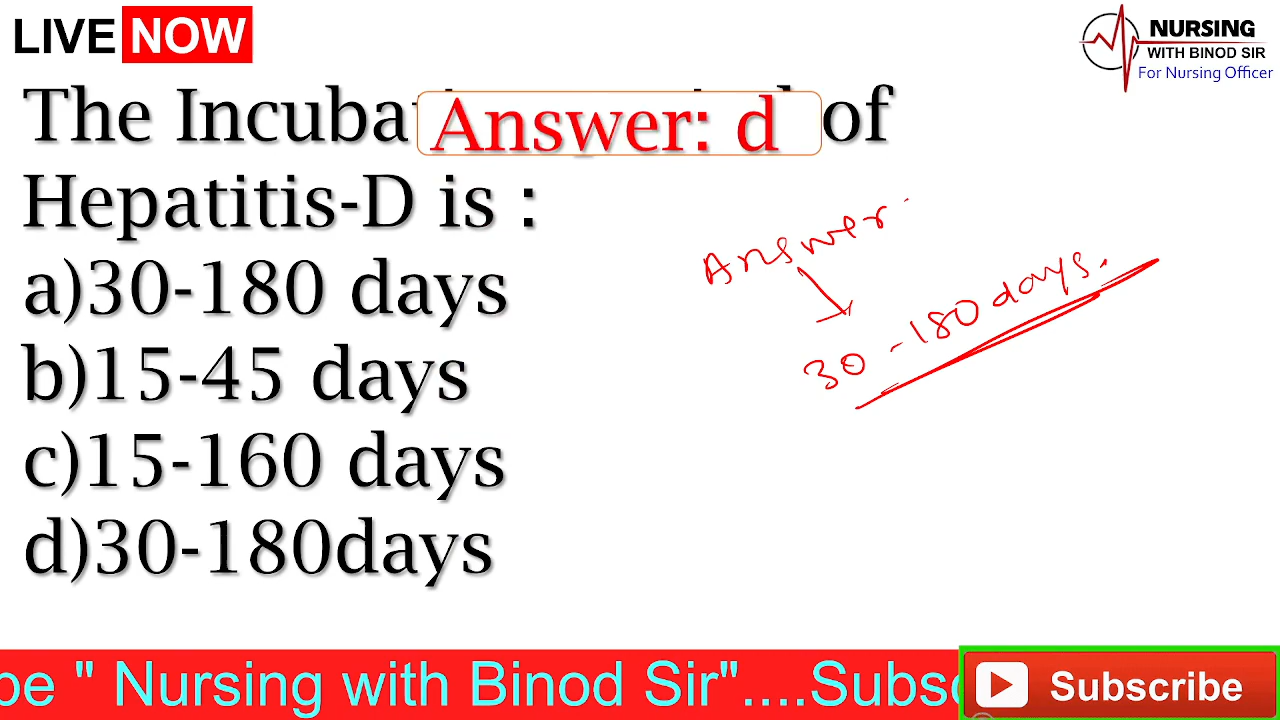 LIVE NOW
NURSING
WITH BINOD SIR
For Nursing Officer
The Incuba of
Answer: d
Hepatitis-D is :
a)30-180 days
b)15-45 days
c)15-160 days
d)30-180days
Answer
30-180 days.
be " Nursing with Binod Sir"....Subsc
Subscribe